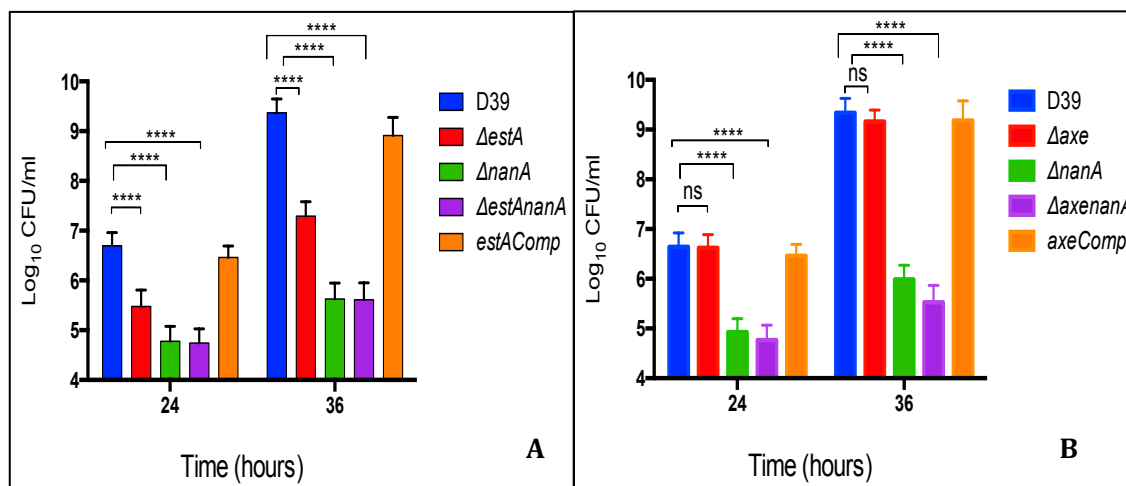 ****
****
****
****
****
****
10
9
8
7
6
5
4
Log10 CFU/ml
24
36
Time (hours)
D39
ΔestA
ΔnanA
ΔestAnanA
estAComp
A
****
****
ns
****
****
ns
10
9
8
7
6
5
4
Log10 CFU/ml
24
36
Time (hours)
D39
Δaxe
ΔnanA
ΔaxenanA
axeComp
B